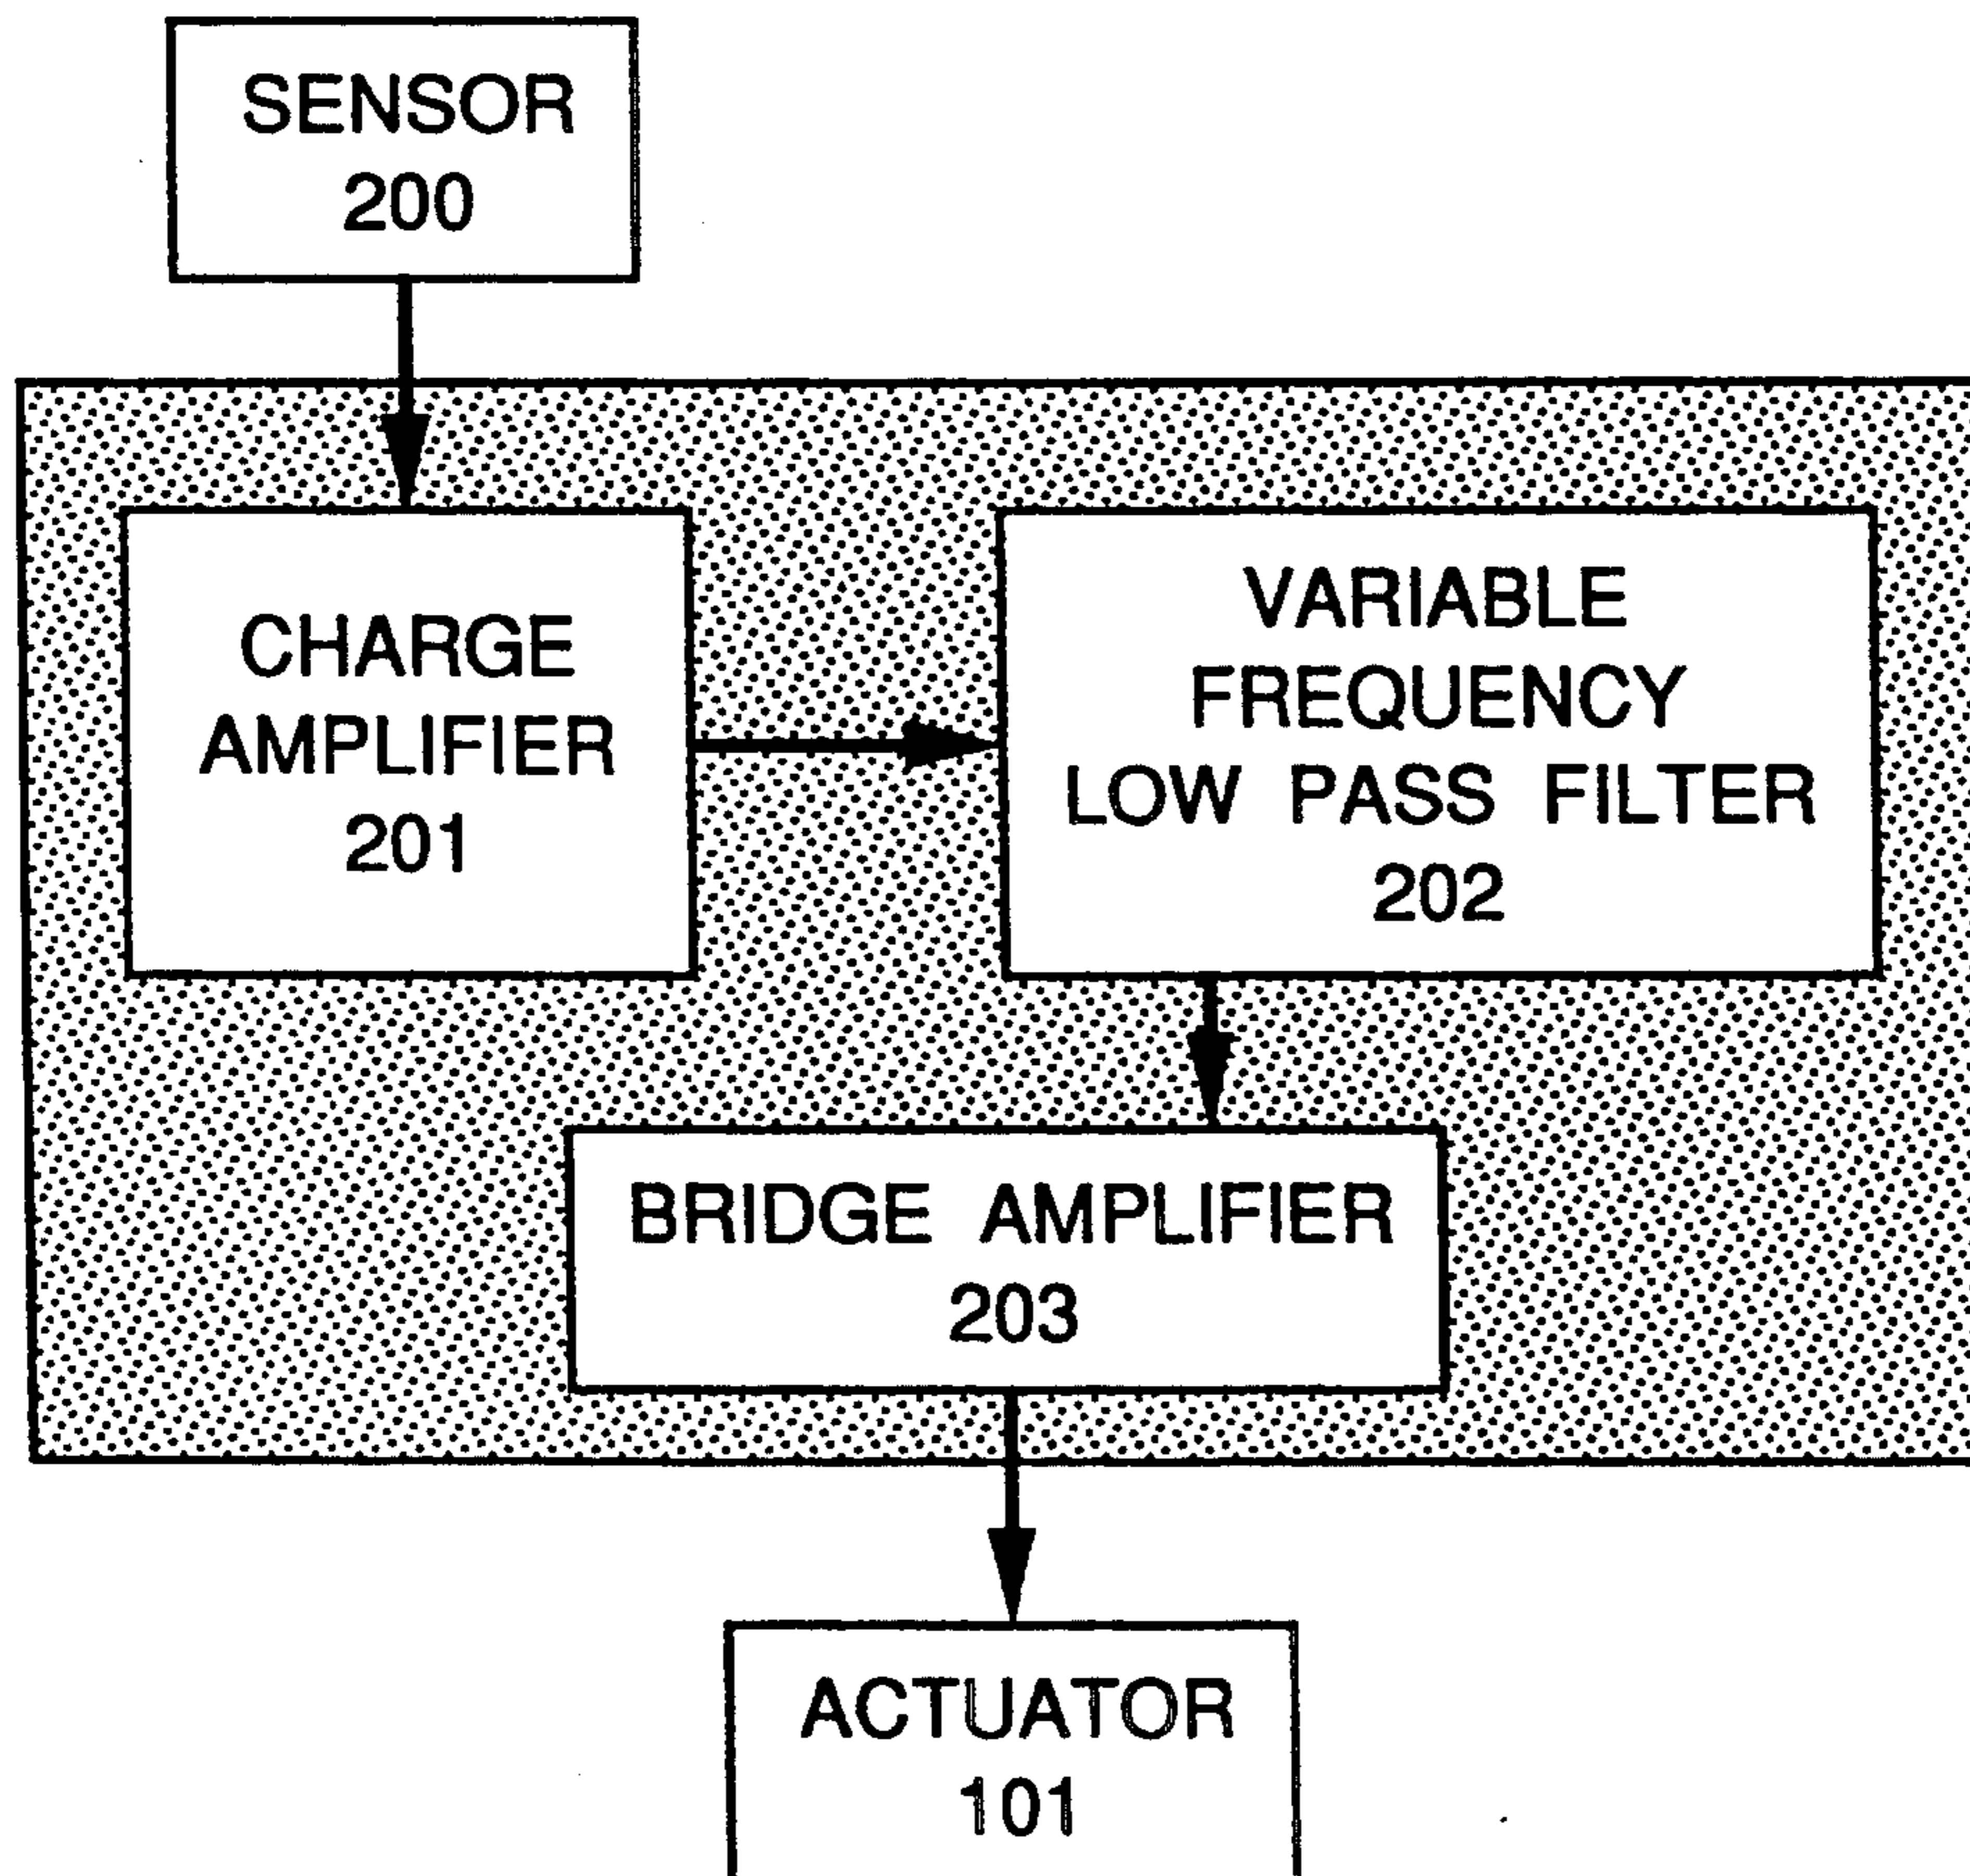 SENSOR
200
CHARGE
AMPLIFIER
201
VARIABLE
FREQUENCY
LOW PASS FILTER
202
BRIDGE AMPLIFIER
203
ACTUATOR
101